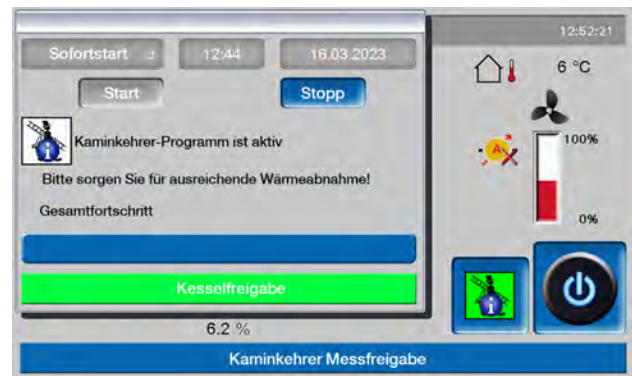 12:52:21
Sofortstart 12:44 16.03.2023
6 °C
Start Stopp
Kaminkehrer-Programm ist aktiv
A
100%
Bitte sorgen Sie für ausreichende Wärmeabnahme!
Gesamtfortschritt
0%
Kesselfreigabe
6.2 %
Kaminkehrer Messfreigabe